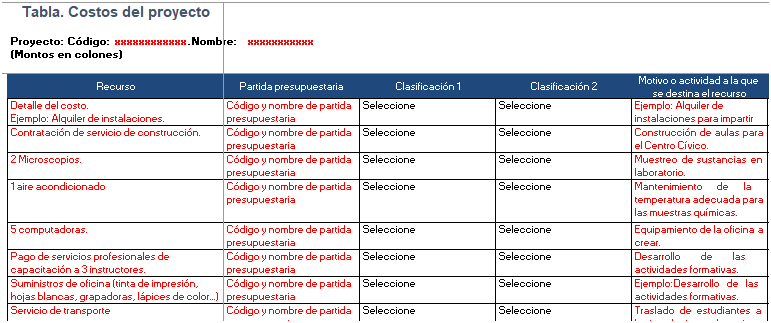 Tabla. Costos del proyecto
Proyecto: Código: xxxxxxxxxxxx. Nombre: xxxxxxxxxxx
(Montos en colones)
Recurso Partida presupuestaria Clasificación 1 Clasificación 2 Motivo o actividad a la que
se destina el recurso
Detalle del costo. Código y nombre de partida Seleccione Seleccione Ejemplo: Alquiler de
Ejemplo: Alquiler de instalaciones. presupuestaria instalaciones para impartir
Contratación de servicio de construcción. Código y nombre de partida Seleccione Seleccione Construcción de aulas para
presupuestaria el Centro Cívico.
2 Microscopios. Código y nombre de partida Seleccione Seleccione Muestreo de sustancias en
presupuestaria laboratorio.
1 aire acondicionado Código y nombre de partida Seleccione Seleccione Mantenimiento de la
presupuestaria temperatura adecuada para
las muestras químicas.
5 computadoras. Código y nombre de partida Seleccione Seleccione Equipamiento de la oficina a
presupuestaria crear.
Pago de servicios profesionales de Código y nombre de partida Seleccione Seleccione Desarrollo de las
capacitación a 3 instructores. presupuestaria actividades formativas.
Suministros de oficina (tinta de impresión, Código y nombre de partida Seleccione Seleccione Ejemplo: Desarrollo de las
hojas blancas, grapadoras, lápices de color...) presupuestaria actividades formativas.
Servicio de transporte Código y nombre de partida Seleccione Seleccione Traslado de estudiantes a
presupuestaria